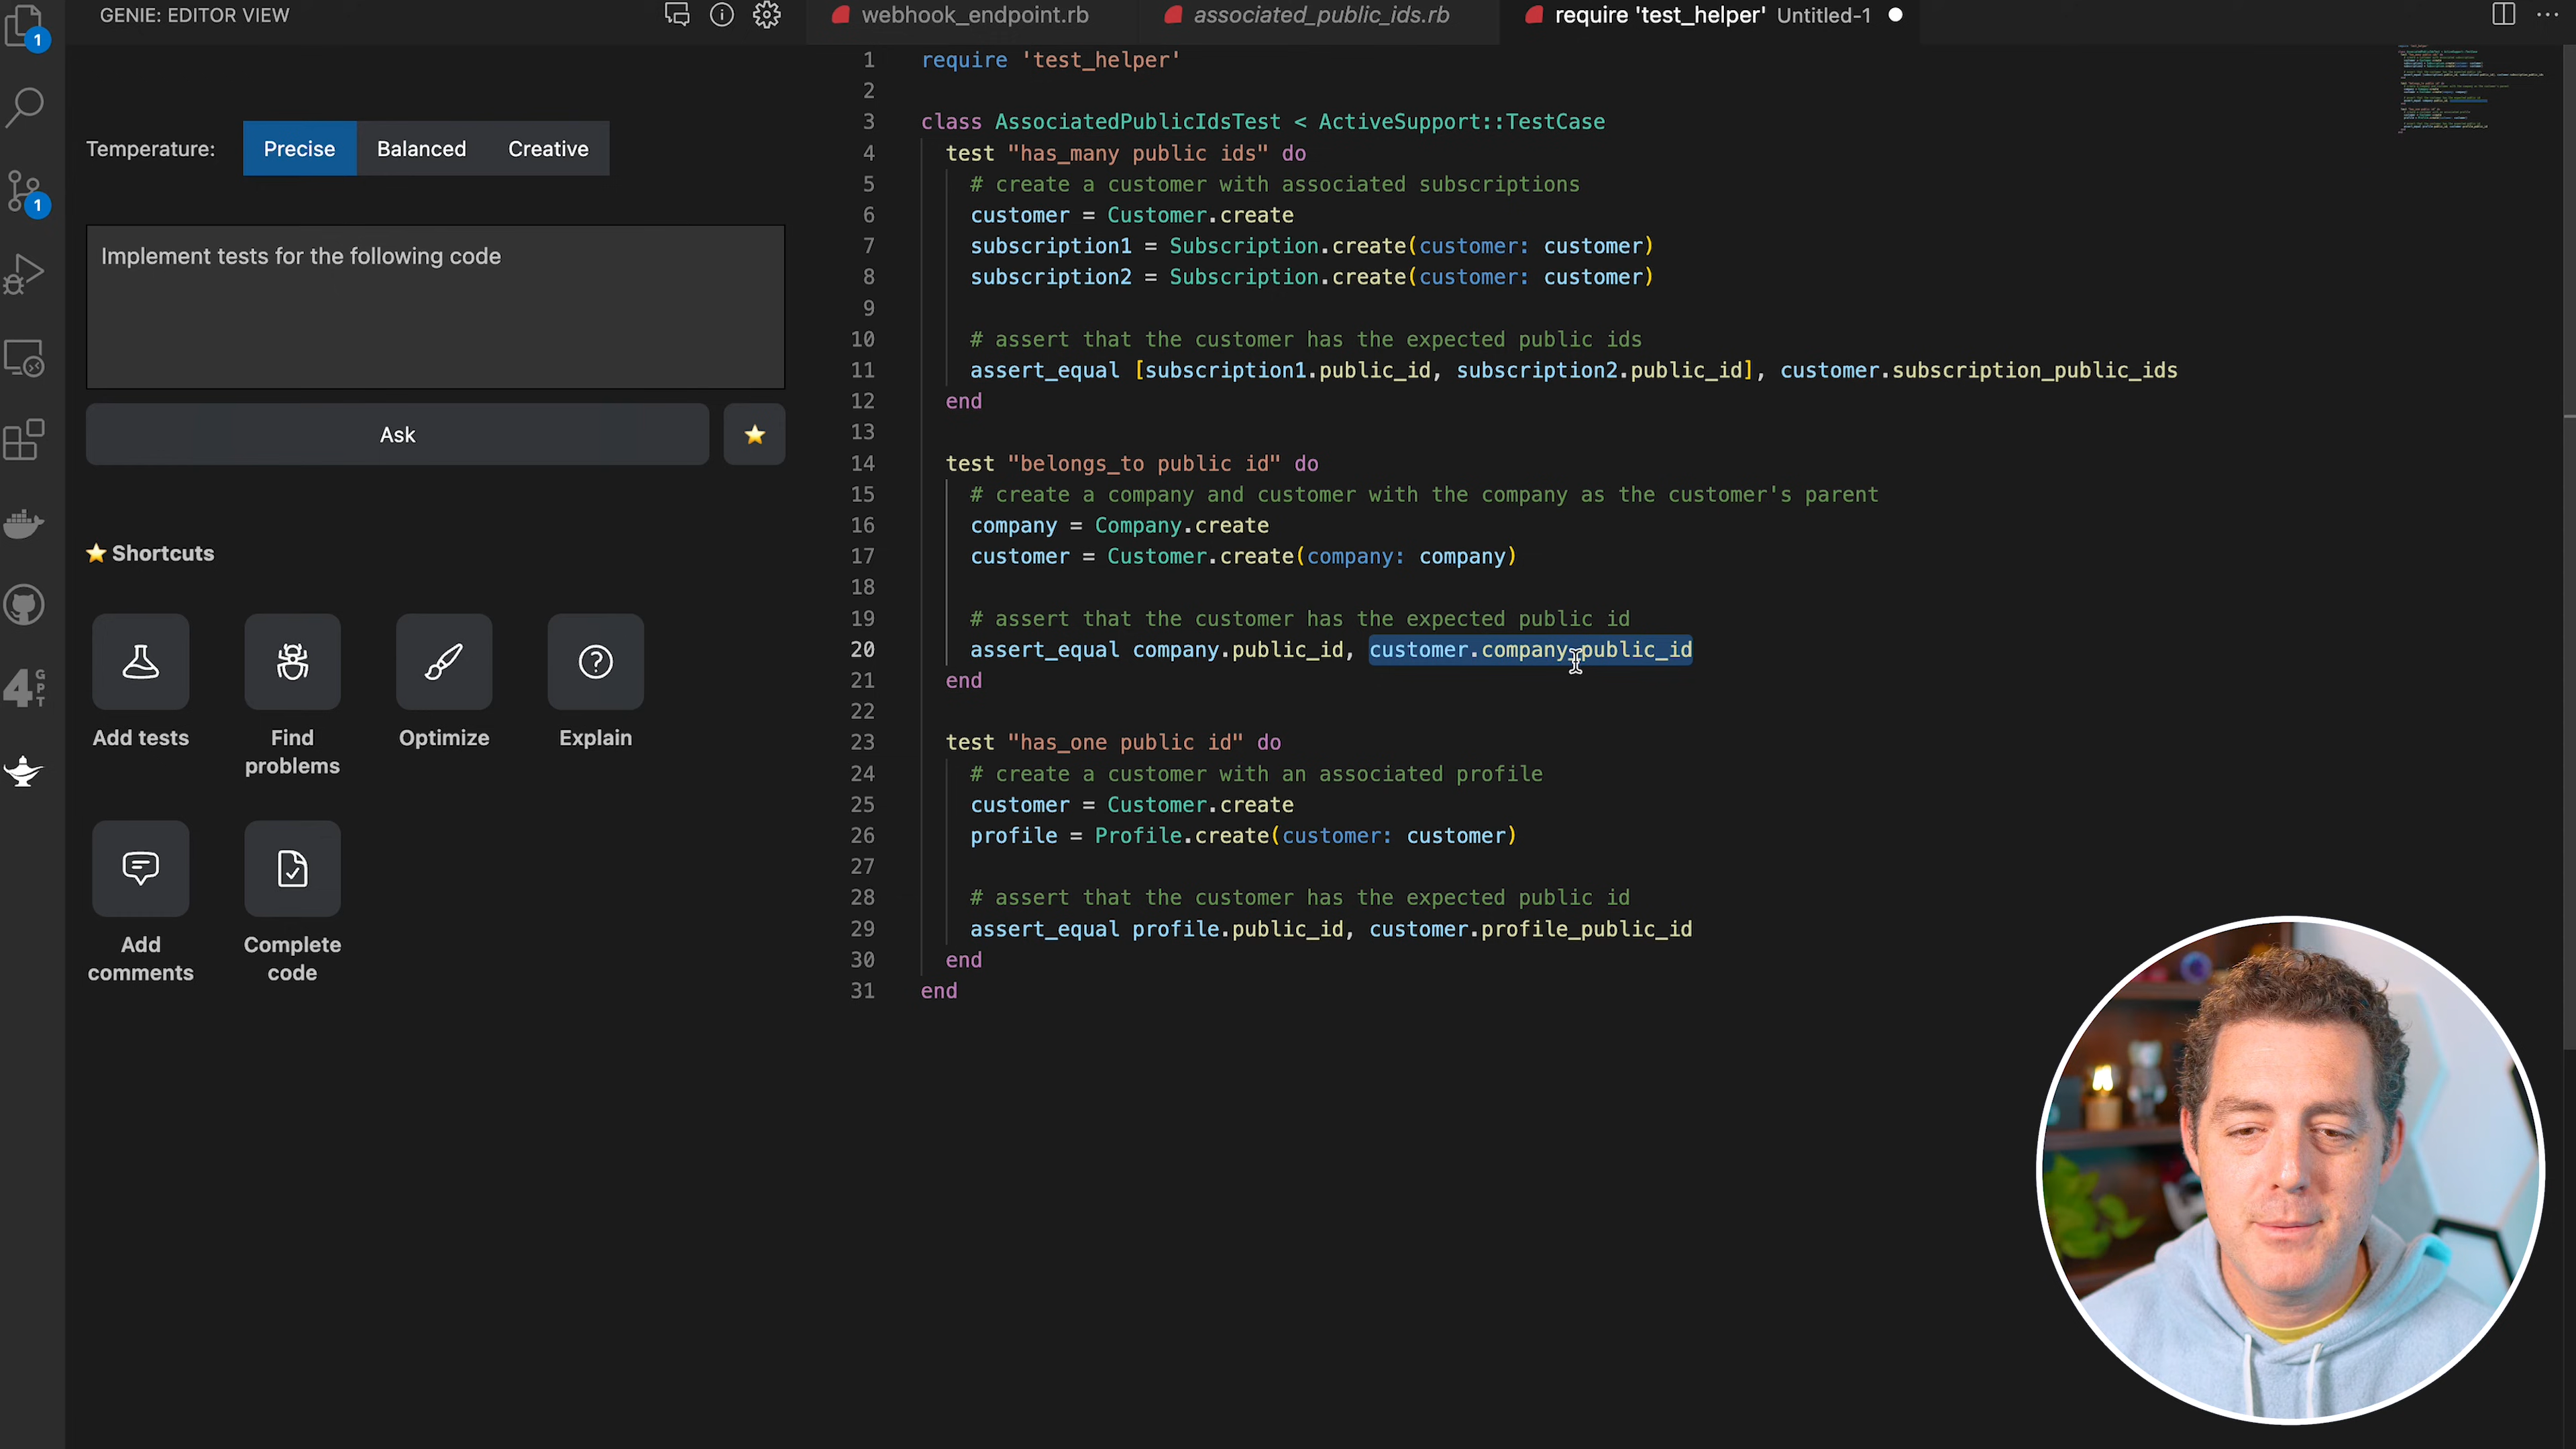 GENIE: EDITOR VIEW
webhook_endpoint.rb
associated_public_ids.rb
require 'test_helper' Untitled-1
1
1
Temperature:
Precise
Balanced
Creative
Implement tests for the following code
Ask
Shortcuts
Add tests
Find problems
Optimize
Explain
Add comments
Complete code
4 GPT
1 require 'test_helper'
2
3 class AssociatedPublicIdsTest < ActiveSupport::TestCase
4 test "has_many public ids" do
5 # create a customer with associated subscriptions
6 customer = Customer.create
7 subscription1 = Subscription.create(customer: customer)
8 subscription2 = Subscription.create(customer: customer)
9
10 # assert that the customer has the expected public ids
11 assert_equal [subscription1.public_id, subscription2.public_id], customer.subscription_public_ids
12 end
13
14 test "belongs_to public id" do
15 # create a company and customer with the company as the customer's parent
16 company = Company.create
17 customer = Customer.create(company: company)
18
19 # assert that the customer has the expected public id
20 assert_equal company.public_id, customer.company_public_id
21 end
22
23 test "has_one public id" do
24 # create a customer with an associated profile
25 customer = Customer.create
26 profile = Profile.create(customer: customer)
27
28 # assert that the customer has the expected public id
29 assert_equal profile.public_id, customer.profile_public_id
30 end
31 end